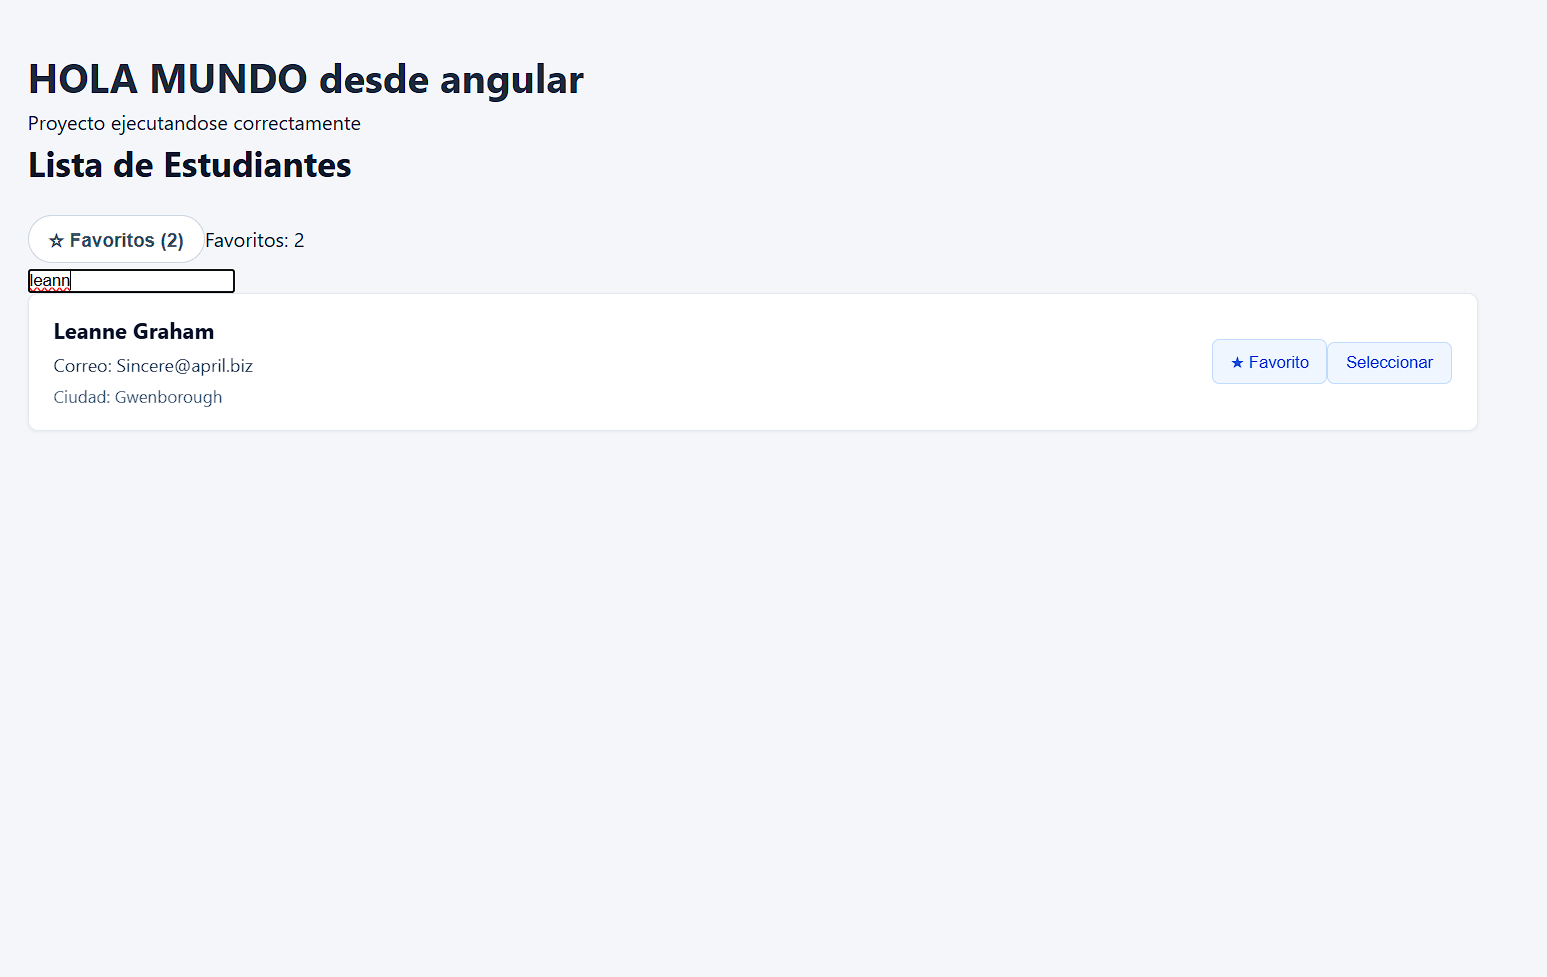 HOLA MUNDO desde angular
Proyecto ejecutandose correctamente
Lista de Estudiantes
☆ Favoritos (2) Favoritos: 2
leann
Leanne Graham
Correo: Sincere@april.biz
Ciudad: Gwenborough
★ Favorito Seleccionar